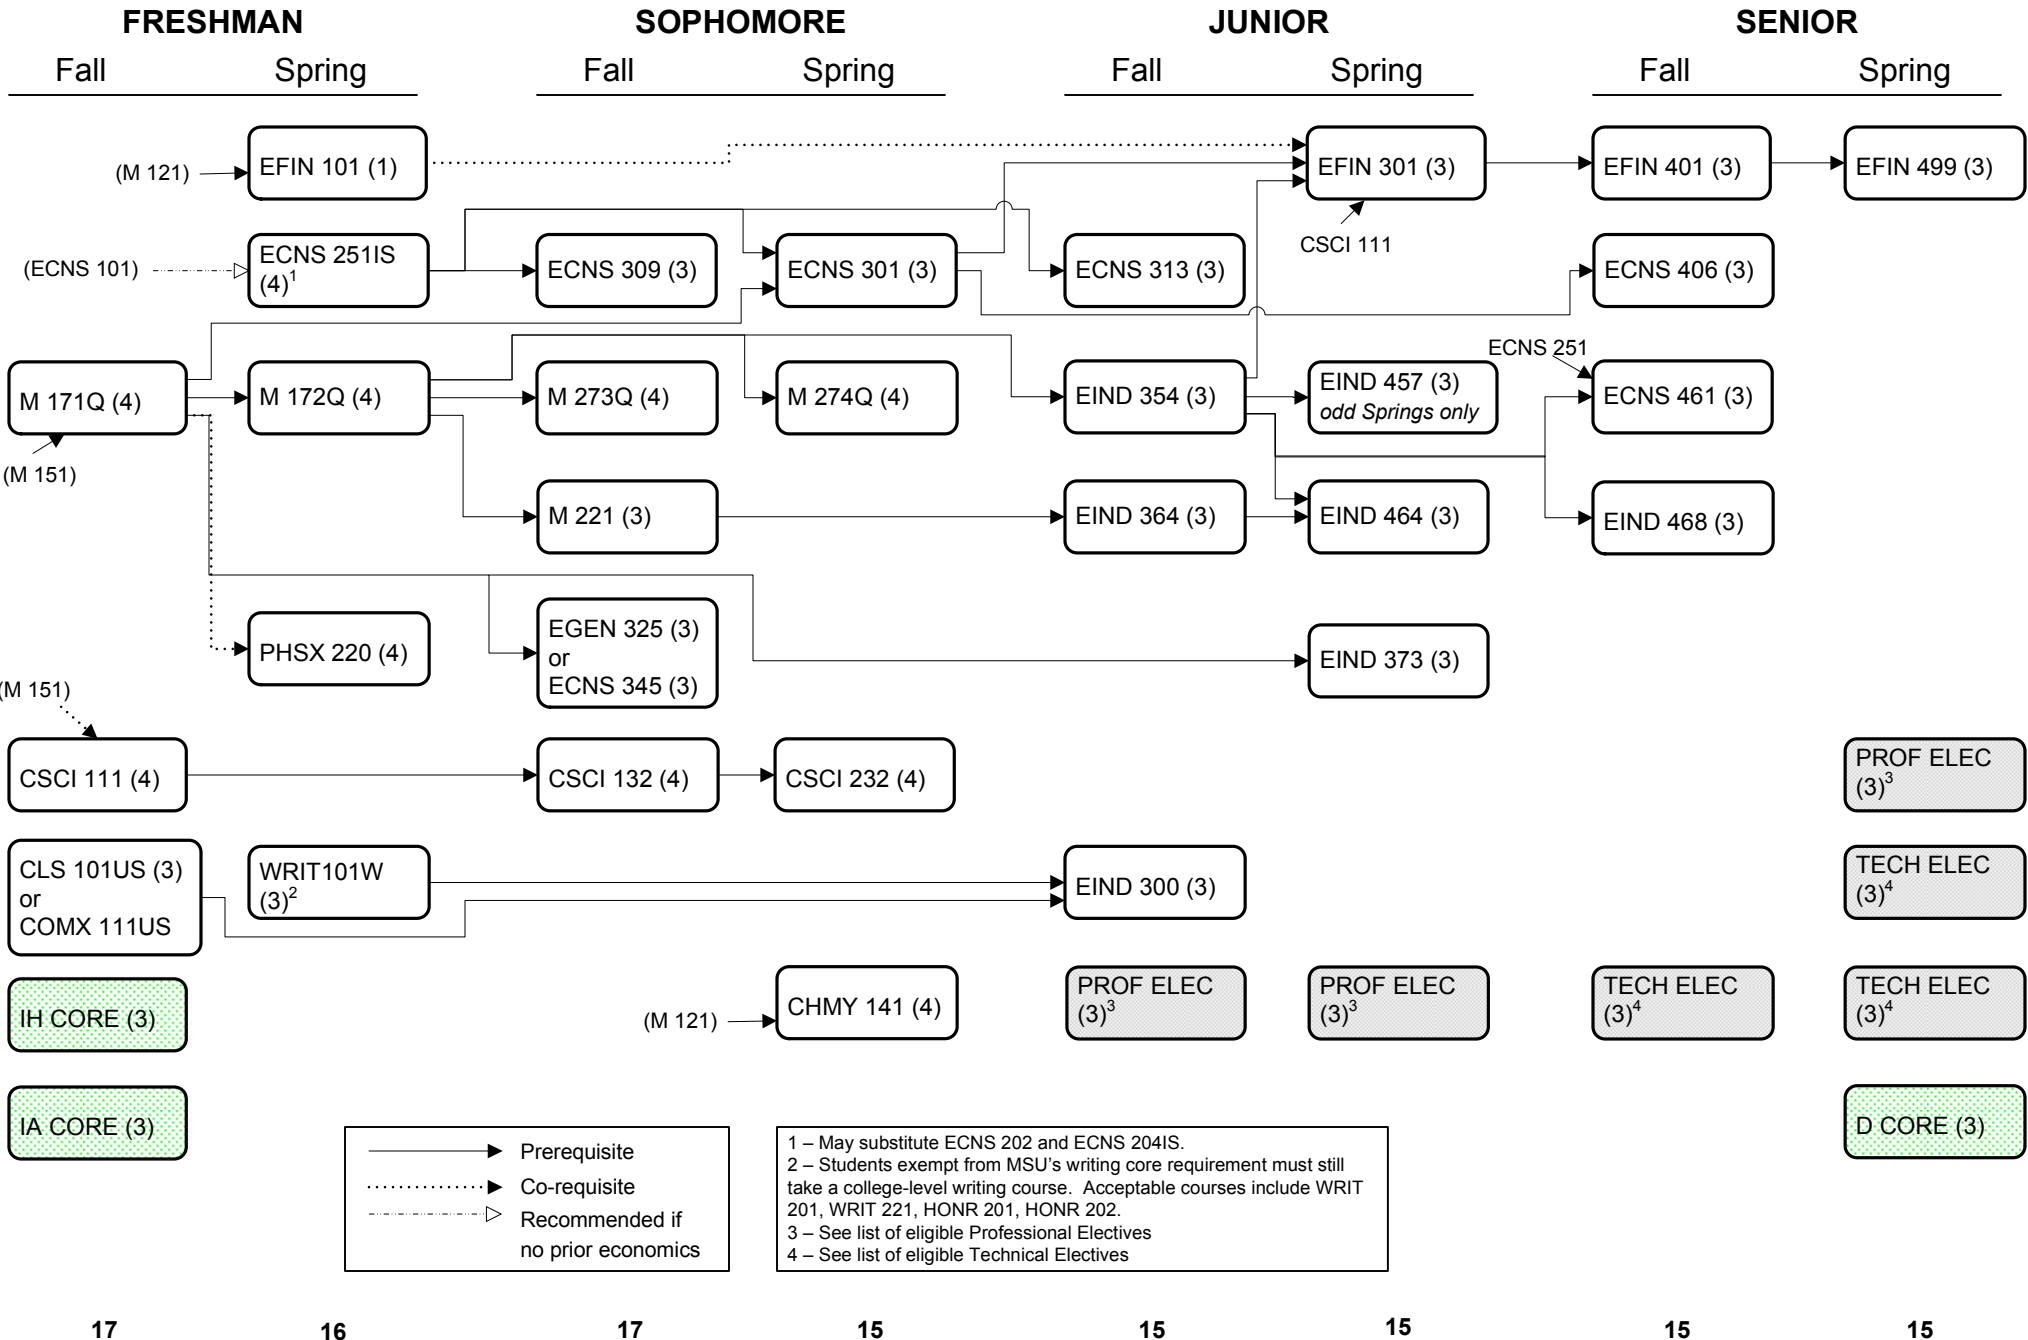 FRESHMAN
SOPHOMORE
JUNIOR
SENIOR
Fall
Spring
Fall
Spring
Fall
Spring
Fall
Spring
(M 121)
EFIN 101 (1)
EFIN 301 (3)
EFIN 401 (3)
EFIN 499 (3)
CSCI 111
(ECNS 101)
ECNS 251IS
(4)1
ECNS 309 (3)
ECNS 301 (3)
ECNS 313 (3)
ECNS 406 (3)
ECNS 251
M 171Q (4)
M 172Q (4)
M 273Q (4)
M 274Q (4)
EIND 354 (3)
EIND 457 (3)
odd Springs only
ECNS 461 (3)
(M 151)
M 221 (3)
EIND 364 (3)
EIND 464 (3)
EIND 468 (3)
PHSX 220 (4)
EGEN 325 (3)
or
ECNS 345 (3)
EIND 373 (3)
(M 151)
CSCI 111 (4)
CSCI 132 (4)
CSCI 232 (4)
PROF ELEC
(3)3
CLS 101US (3)
or
COMX 111US
WRIT101W
(3)2
EIND 300 (3)
TECH ELEC
(3)4
IH CORE (3)
(M 121)
CHMY 141 (4)
PROF ELEC
(3)3
PROF ELEC
(3)3
TECH ELEC
(3)4
TECH ELEC
(3)4
IA CORE (3)
D CORE (3)
Prerequisite
Co-requisite
Recommended if
no prior economics
1 – May substitute ECNS 202 and ECNS 204IS.
2 – Students exempt from MSU’s writing core requirement must still
take a college-level writing course.  Acceptable courses include WRIT
201, WRIT 221, HONR 201, HONR 202.
3 – See list of eligible Professional Electives
4 – See list of eligible Technical Electives
17
16
17
15
15
15
15
15